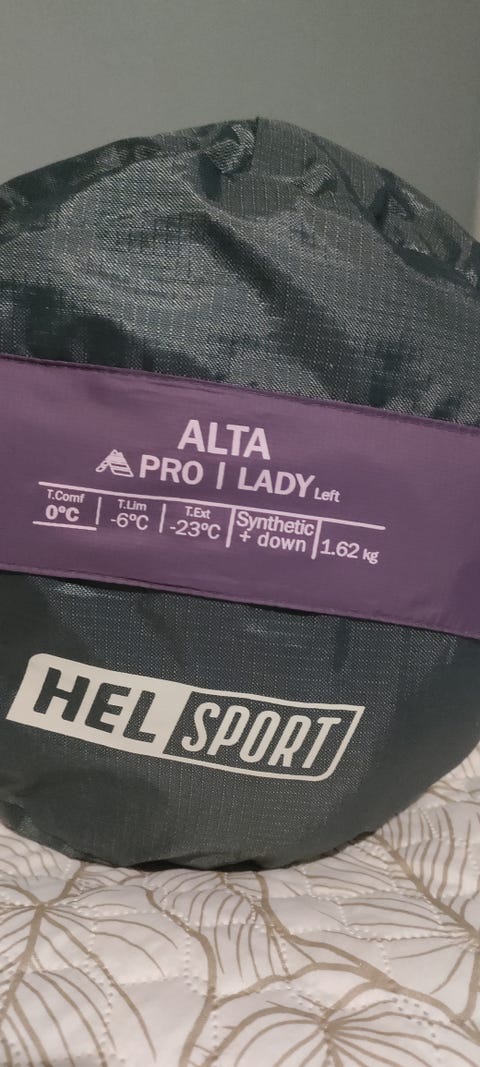 ALTA
PRO | LADY Left
T.Comf T.Lim T.Ext Synthetic
0°C | -6°C | -23°C | + down | 1.62 kg
HEL SPORT